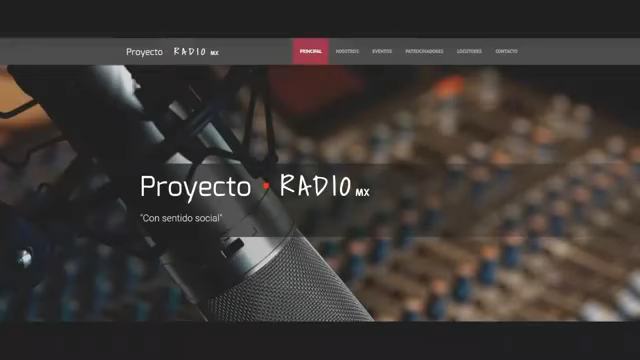 Proyecto RADIO MX
PRINCIPAL NOSOTROS EVENTOS PATROCINADORES LOCUTORES CONTACTO
Proyecto • RADIO MX
"Con sentido social"